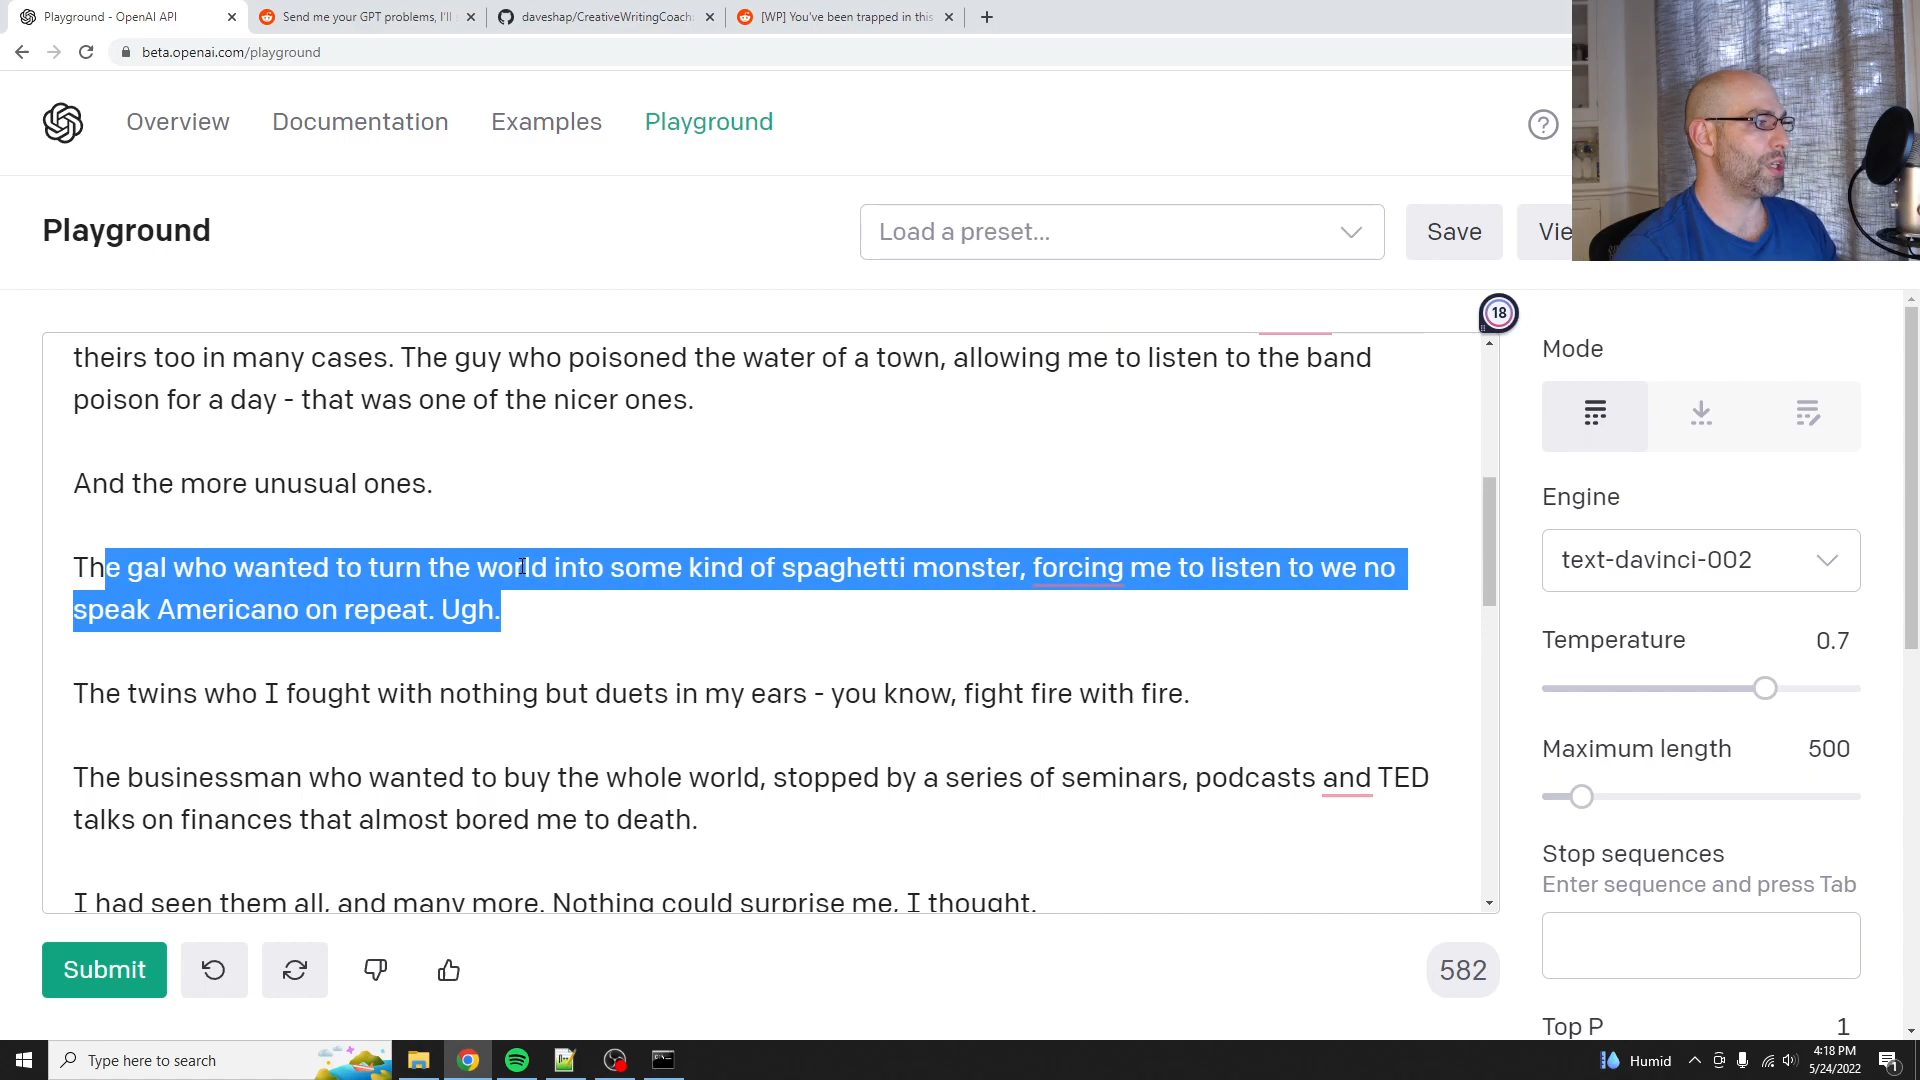 Playground - OpenAI API
Send me your GPT problems, I'll
daveshap/CreativeWritingCoach
[WP] You've been trapped in this
beta.openai.com/playground
Overview
Documentation
Examples
Playground
Playground
Load a preset...
Save
Vie
18
theirs too in many cases. The guy who poisoned the water of a town, allowing me to listen to the band
poison for a day - that was one of the nicer ones.
And the more unusual ones.
The gal who wanted to turn the world into some kind of spaghetti monster, forcing me to listen to we no
speak Americano on repeat. Ugh.
The twins who I fought with nothing but duets in my ears - you know, fight fire with fire.
The businessman who wanted to buy the whole world, stopped by a series of seminars, podcasts and TED
talks on finances that almost bored me to death.
I had seen them all, and many more. Nothing could surprise me, I thought.
Mode
Engine
text-davinci-002
Temperature 0.7
Maximum length 500
Stop sequences
Enter sequence and press Tab
Top P 1
Submit
582
Type here to search
Humid
4:18 PM
5/24/2022
1